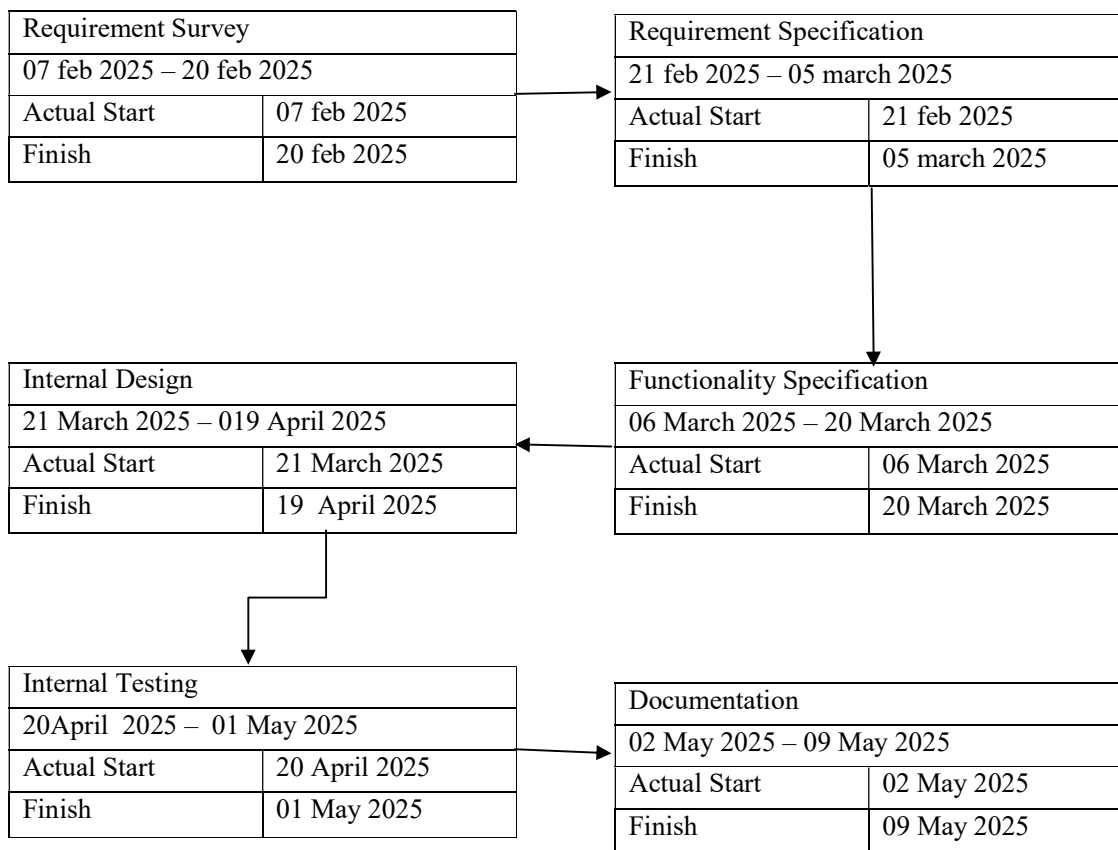 Requirement Survey
07 feb 2025 – 20 feb 2025
Actual Start 07 feb 2025
Finish 20 feb 2025
Requirement Specification
21 feb 2025 – 05 march 2025
Actual Start 21 feb 2025
Finish 05 march 2025
Functionality Specification
06 March 2025 – 20 March 2025
Actual Start 06 March 2025
Finish 20 March 2025
Internal Design
21 March 2025 – 019 April 2025
Actual Start 21 March 2025
Finish 19  April 2025
Internal Testing
20April  2025 –  01 May 2025
Actual Start 20 April 2025
Finish 01 May 2025
Documentation
02 May 2025 – 09 May 2025
Actual Start 02 May 2025
Finish 09 May 2025